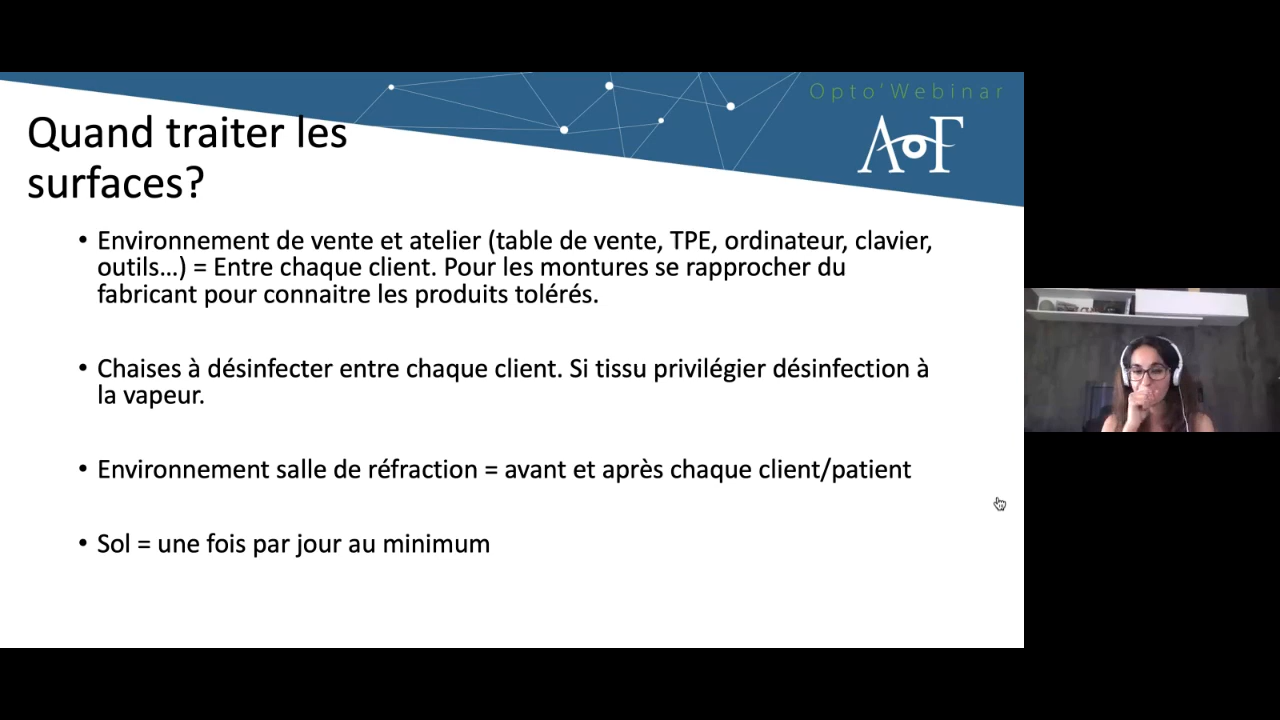 Opto'Webinar
AOF
Quand traiter les
surfaces?
• Environnement de vente et atelier (table de vente, TPE, ordinateur, clavier,
outils…) = Entre chaque client. Pour les montures se rapprocher du
fabricant pour connaitre les produits tolérés.
• Chaises à désinfecter entre chaque client. Si tissu privilégier désinfection à
la vapeur.
• Environnement salle de réfraction = avant et après chaque client/patient
• Sol = une fois par jour au minimum